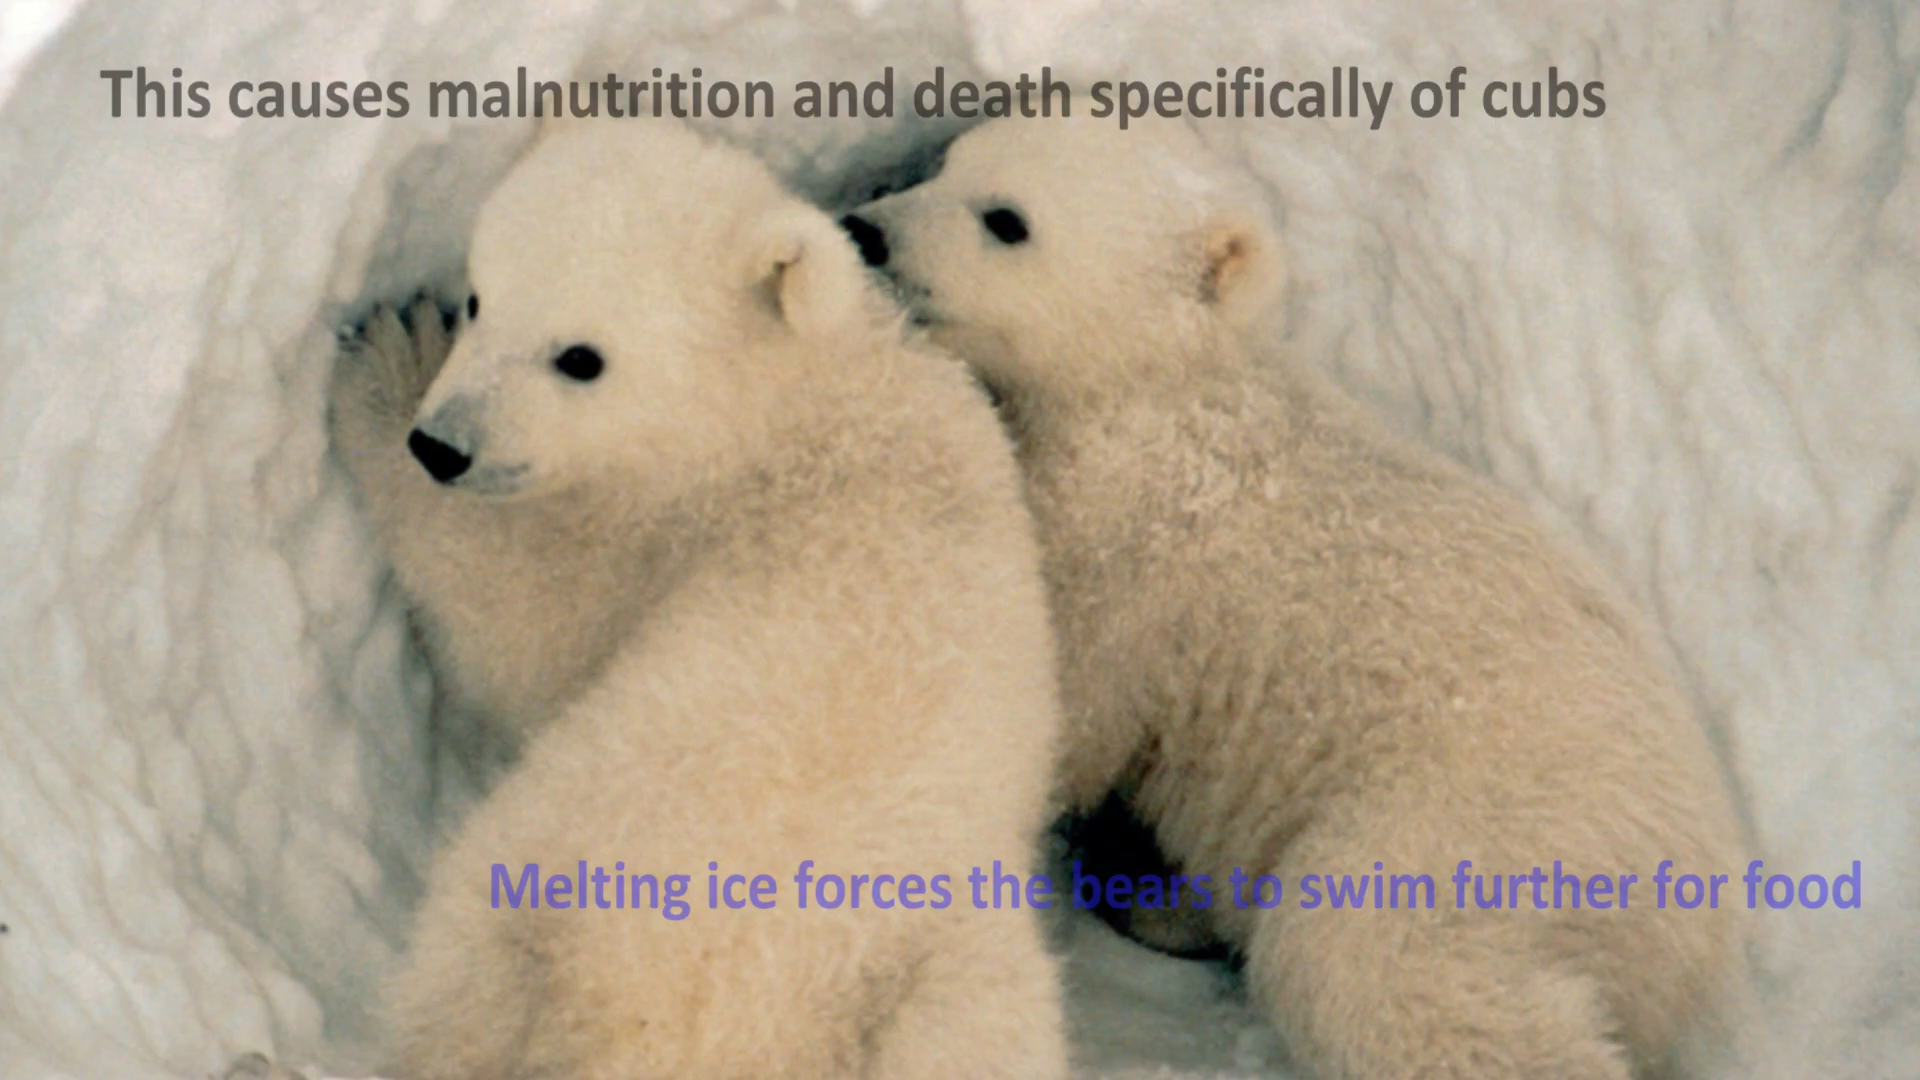 This causes malnutrition and death specifically of cubs
Melting ice forces the bears to swim further for food